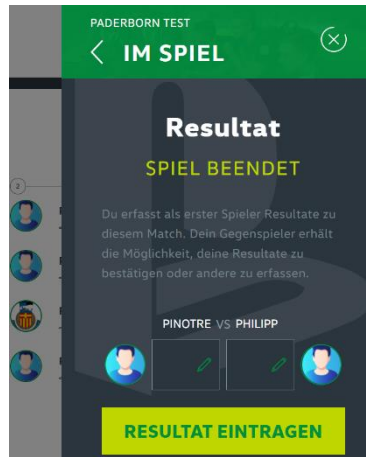 PADERBORN TEST
IM SPIEL
Resultat
SPIEL BEENDET
2
Du erfasst als erster Spieler Resultate zu
diesem Match. Dein Gegenspieler erhält
die Möglichkeit, deine Resultate zu
bestätigen oder andere zu erfassen.
PINOTRE VS PHILIPP
RESULTAT EINTRAGEN